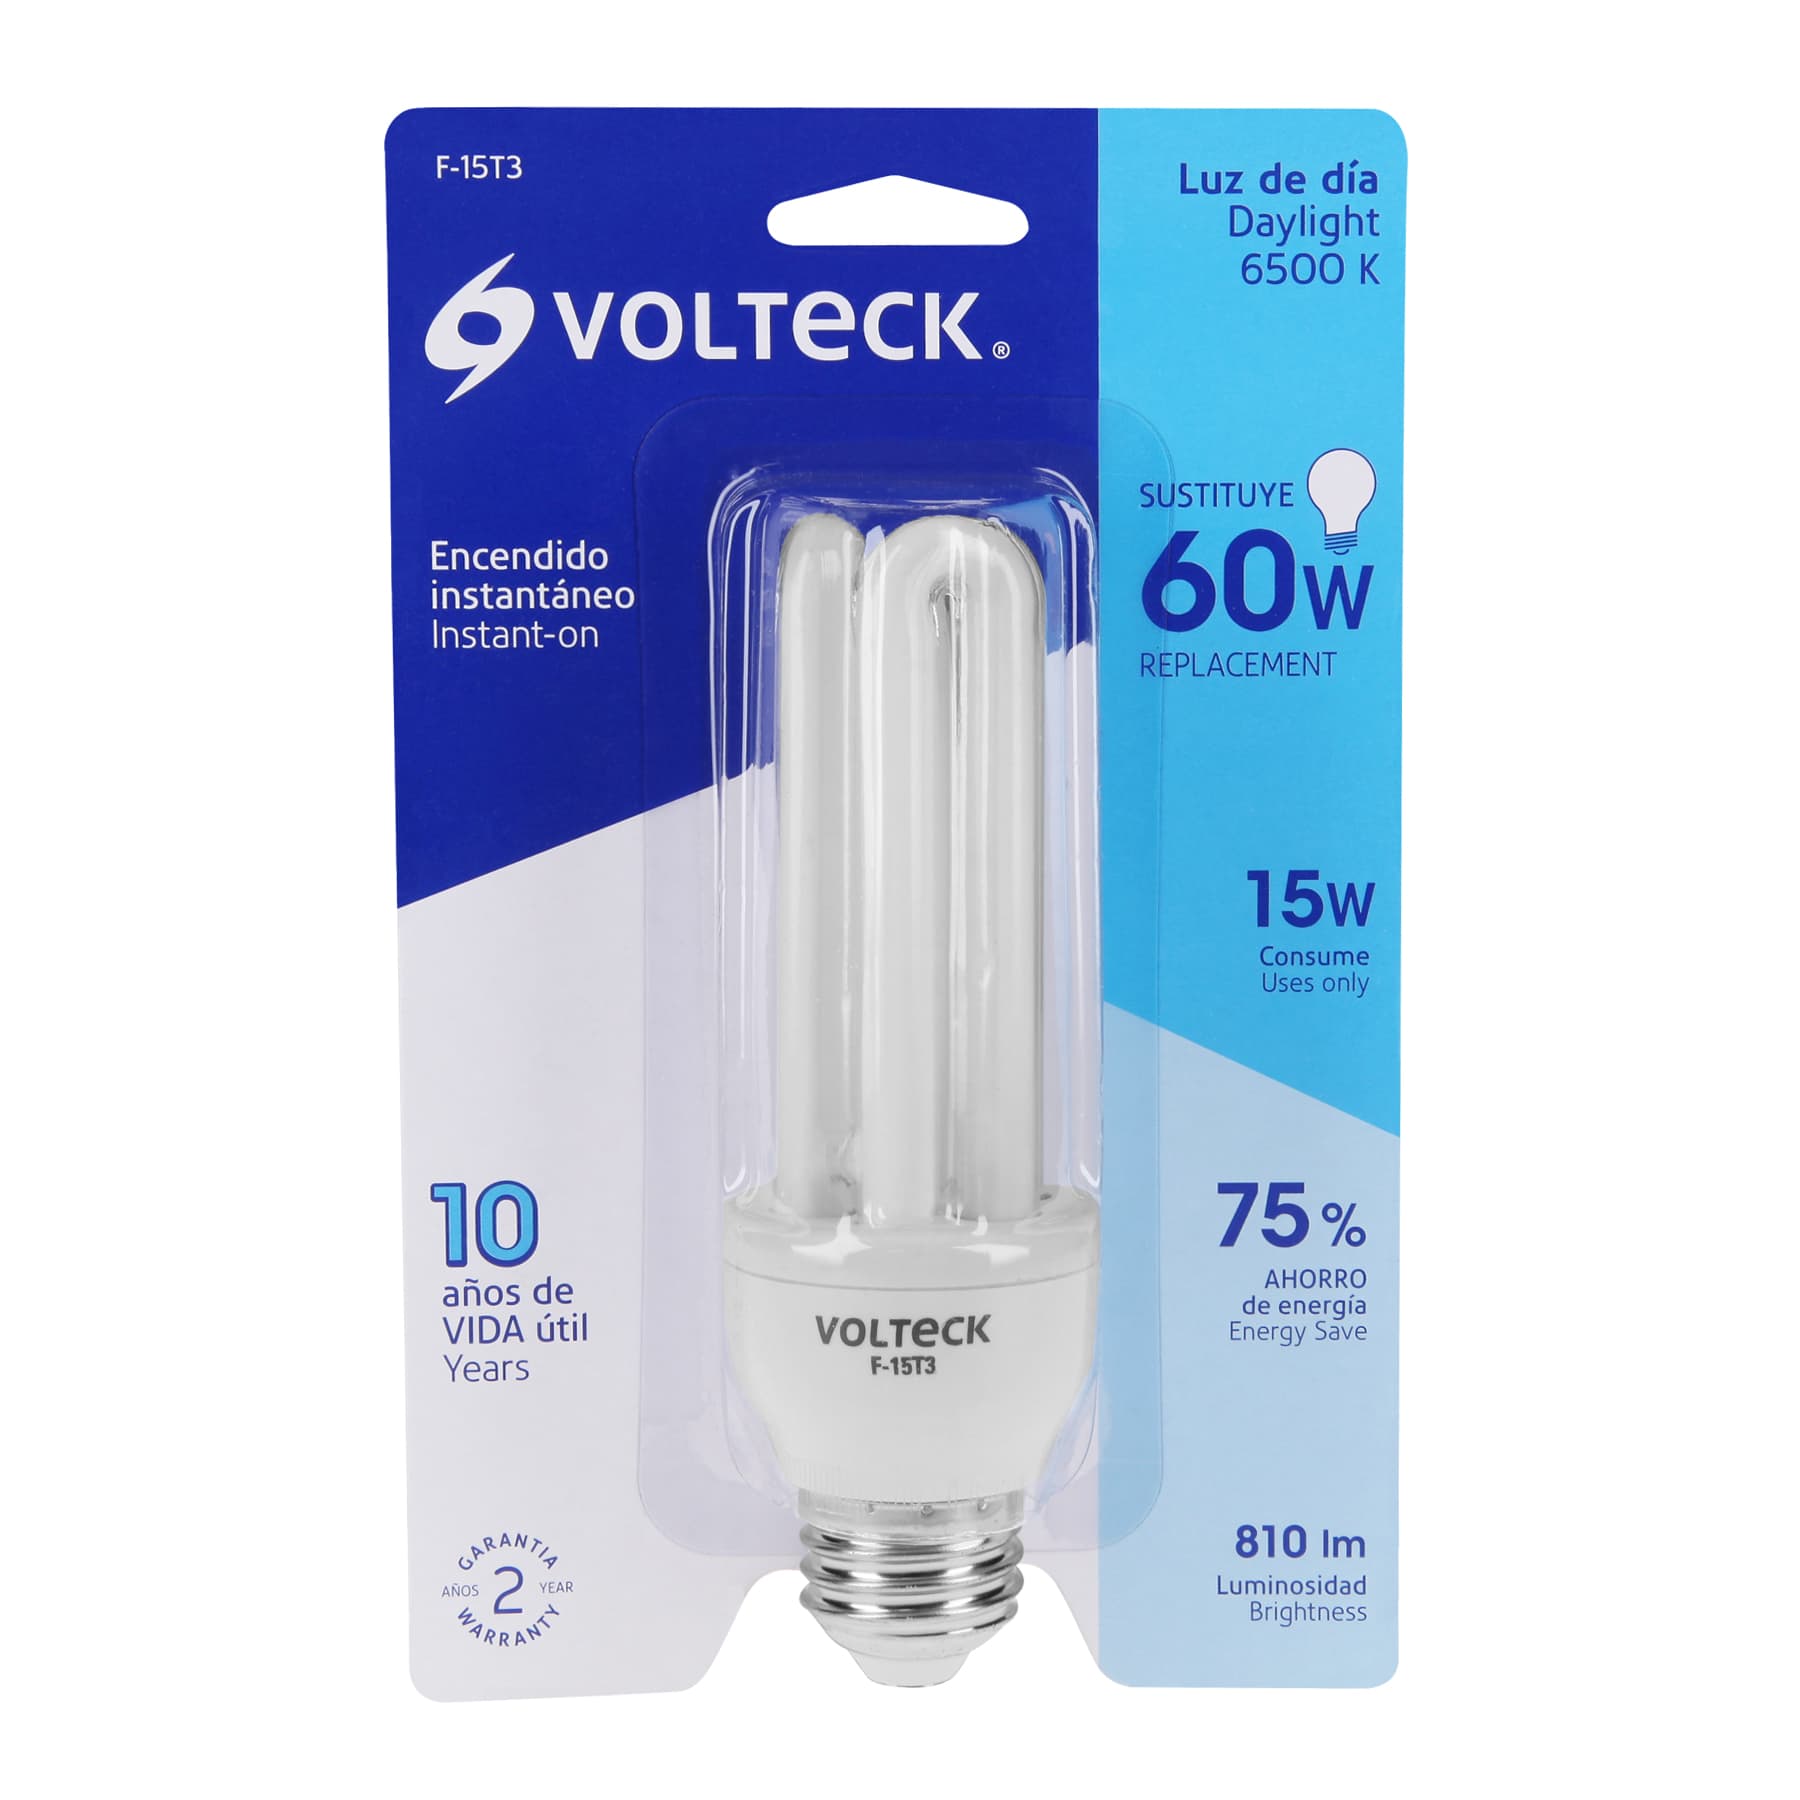 F-15T3
VOLTECK®
Encendido
instantáneo
Instant-on
10
años de
VIDA útil
Years
GARANTIA
AÑOS 2 YEAR
WARRANTY
Luz de día
Daylight
6500 K
SUSTITUYE
60W
REPLACEMENT
15W
Consume
Uses only
75 %
AHORRO
de energía
Energy Save
810 lm
Luminosidad
Brightness
VOLTECK
F-15T3